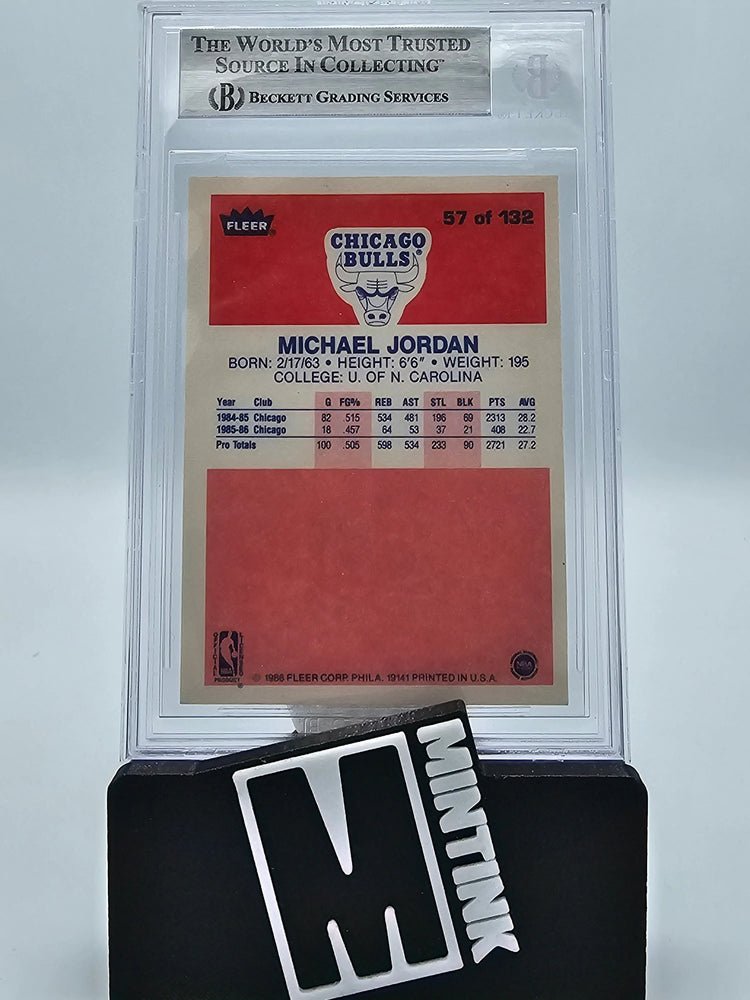 THE WORLD'S MOST TRUSTED
SOURCE IN COLLECTING™
B BECKETT GRADING SERVICES
FLEER®
57 of 132
CHICAGO
BULLS®
MICHAEL JORDAN
BORN: 2/17/63 • HEIGHT: 6'6" • WEIGHT: 195
COLLEGE: U. OF N. CAROLINA
Year Club G FG% REB AST STL BLK PTS AVG
1984-85 Chicago 82 .515 534 481 196 69 2313 28.2
1985-86 Chicago 18 .457 64 53 37 21 408 22.7
Pro Totals 100 .505 598 534 233 90 2721 27.2
OFFICIAL
NBA
PRODUCT®
© 1986 FLEER CORP. PHILA. 19141 PRINTED IN U.S.A.
NBA
M
MINTINK